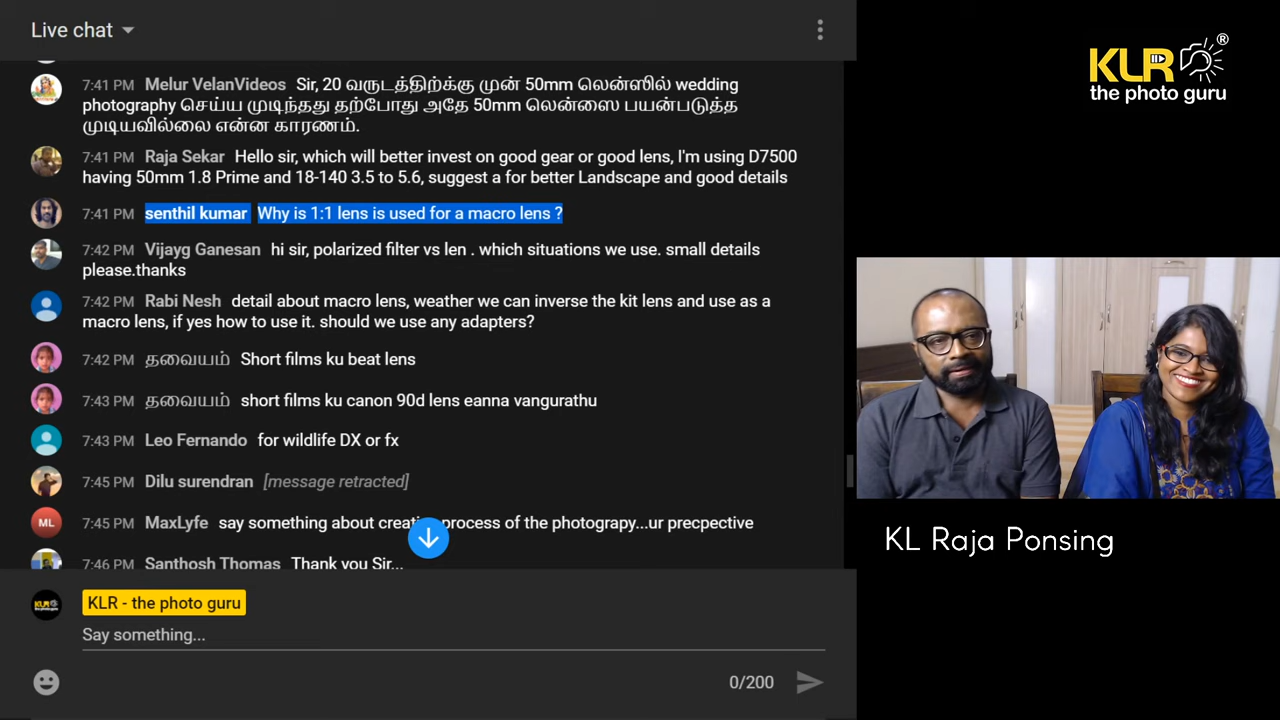 Live chat
KLR
®
the photo guru
7:41 PM Melur VelanVideos Sir, 20 வருடத்திற்க்கு முன் 50mm லென்ஸில் wedding
photography செய்ய முடிந்தது தற்போது அதே 50mm லென்ஸை பயன்படுத்த
முடியவில்லை என்ன காரணம்.
7:41 PM Raja Sekar Hello sir, which will better invest on good gear or good lens, I'm using D7500
having 50mm 1.8 Prime and 18-140 3.5 to 5.6, suggest a for better Landscape and good details
7:41 PM senthil kumar Why is 1:1 lens is used for a macro lens ?
7:42 PM Vijayg Ganesan hi sir, polarized filter vs len . which situations we use. small details
please.thanks
7:42 PM Rabi Nesh detail about macro lens, weather we can inverse the kit lens and use as a
macro lens, if yes how to use it. should we use any adapters?
7:42 PM தவையம் Short films ku beat lens
7:43 PM தவையம் short films ku canon 90d lens eanna vangurathu
7:43 PM Leo Fernando for wildlife DX or fx
7:45 PM Dilu surendran [message retracted]
ML 7:45 PM MaxLyfe say something about creative process of the photograpy...ur precpective
7:46 PM Santhosh Thomas Thank you Sir...
KLR - the photo guru
Say something...
0/200
KL Raja Ponsing